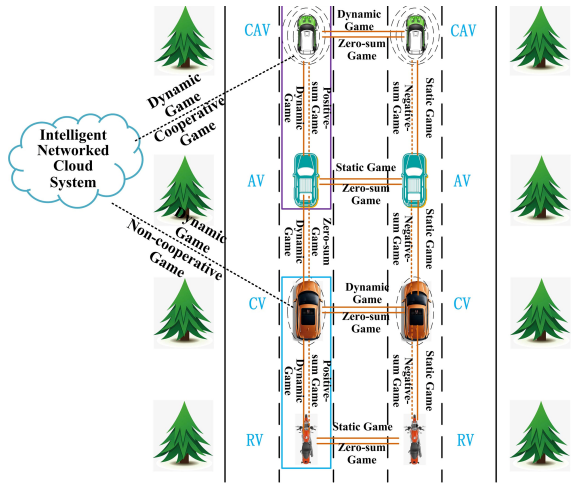 CAV
Dynamic
Game
Zero-sum
Game
CAV
Dynamic
Game
Cooperative
Game
Dynamic
Game
Positive-
sum Game
Negative-
sum Game
Static Game
Intelligent
Networked
Cloud
System
AV
Static Game
Zero-sum
Game
AV
Dynamic
Game
Non-cooperative
Game
Dynamic
Game
Zero-sum
Game
Negative-
sum Game
Static Game
CV
Dynamic
Game
Zero-sum
Game
CV
Dynamic
Game
Positive-
sum Game
Negative-
sum Game
Static Game
RV
Static Game
Zero-sum
Game
RV